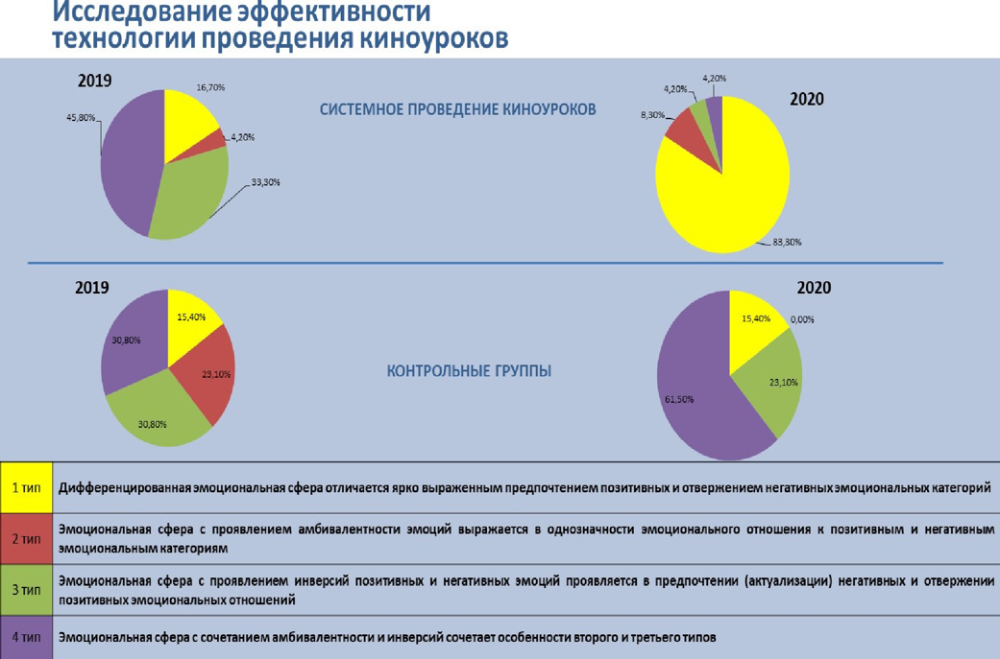 Исследование эффективности
технологии проведения киноуроков
2019
16,70%
4,20%
33,30%
45,80%
СИСТЕМНОЕ ПРОВЕДЕНИЕ КИНОУРОКОВ
2020
4,20%
4,20%
8,30%
83,30%
2019
15,40%
23,10%
30,80%
30,80%
КОНТРОЛЬНЫЕ ГРУППЫ
2020
15,40%
0,00%
23,10%
61,50%
1 тип
Дифференцированная эмоциональная сфера отличается ярко выраженным предпочтением позитивных и отвержением негативных эмоциональных категорий
2 тип
Эмоциональная сфера с проявлением амбивалентности эмоций выражается в однозначности эмоционального отношения к позитивным и негативным
эмоциональным категориям
3 тип
Эмоциональная сфера с проявлением инверсий позитивных и негативных эмоций проявляется в предпочтении (актуализации) негативных и отвержении
позитивных эмоциональных отношений
4 тип
Эмоциональная сфера с сочетанием амбивалентности и инверсий сочетает особенности второго и третьего типов